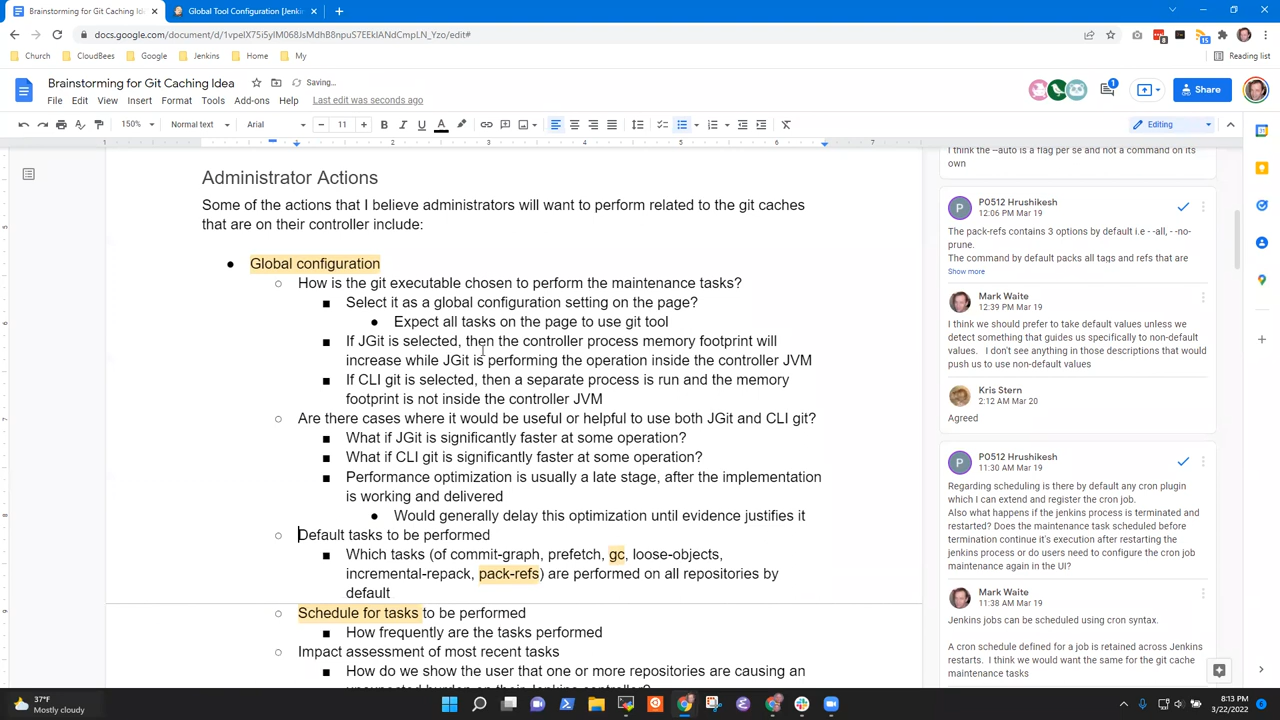 Brainstorming for Git Caching Ide
Global Tool Configuration [Jenki
docs.google.com/document/d/1vpelX75i5yIM068JsMdhB8npuS7EEkIANdCmpLN_Yzo/edit#
Church
CloudBees
Google
Jenkins
Home
My
Reading list
Brainstorming for Git Caching Idea
Saving...
File Edit View Insert Format Tools Add-ons Help Last edit was seconds ago
1
Share
150% Normal text Arial 11 Editing
1 1 2 3 4 5 6 7
Administrator Actions
Some of the actions that I believe administrators will want to perform related to the git caches
that are on their controller include:
● Global configuration
○ How is the git executable chosen to perform the maintenance tasks?
■ Select it as a global configuration setting on the page?
● Expect all tasks on the page to use git tool
■ If JGit is selected, then the controller process memory footprint will
increase while JGit is performing the operation inside the controller JVM
■ If CLI git is selected, then a separate process is run and the memory
footprint is not inside the controller JVM
○ Are there cases where it would be useful or helpful to use both JGit and CLI git?
■ What if JGit is significantly faster at some operation?
■ What if CLI git is significantly faster at some operation?
■ Performance optimization is usually a late stage, after the implementation
is working and delivered
● Would generally delay this optimization until evidence justifies it
○ Default tasks to be performed
■ Which tasks (of commit-graph, prefetch, gc, loose-objects,
incremental-repack, pack-refs) are performed on all repositories by
default
○ Schedule for tasks to be performed
■ How frequently are the tasks performed
○ Impact assessment of most recent tasks
■ How do we show the user that one or more repositories are causing an
I think the --auto is a flag per se and not a command on its
own
P
P0512 Hrushikesh
12:06 PM Mar 19
The pack-refs contains 3 options by default i.e - -all, - -no-
prune.
The command by default packs all tags and refs that are
Show more
Mark Waite
12:39 PM Mar 19
I think we should prefer to take default values unless we
detect something that guides us specifically to non-default
values. I don't see anything in those descriptions that would
push us to use non-default values
Kris Stern
2:12 AM Mar 20
Agreed
P
P0512 Hrushikesh
11:30 AM Mar 19
Regarding scheduling is there by default any cron plugin
which I can extend and register the cron job.
Also what happens if the jenkins process is terminated and
restarted? Does the maintenance task scheduled before
termination continue it's execution after restarting the
jenkins process or do users need to configure the cron job
maintenance again in the UI?
Mark Waite
11:38 AM Mar 19
Jenkins jobs can be scheduled using cron syntax.
A cron schedule defined for a job is retained across Jenkins
restarts. I think we would want the same for the git cache
maintenance tasks
37°F
Mostly cloudy
8:13 PM
3/22/2022